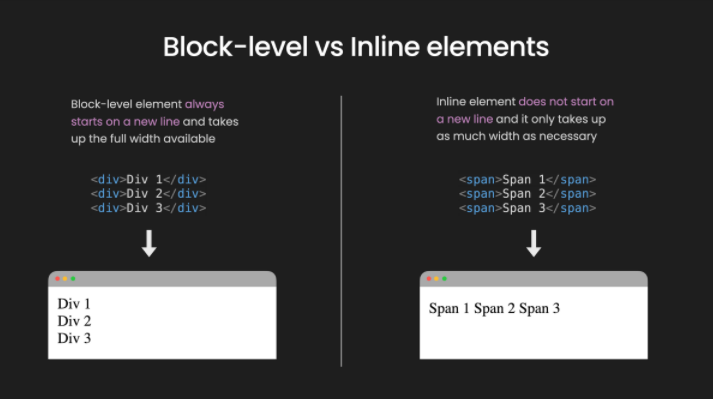 Block-level vs Inline elements
Block-level element always
starts on a new line and takes
up the full width available
<div>Div 1</div>
<div>Div 2</div>
<div>Div 3</div>
Div 1
Div 2
Div 3
Inline element does not start on
a new line and it only takes up
as much width as necessary
<span>Span 1</span>
<span>Span 2</span>
<span>Span 3</span>
Span 1 Span 2 Span 3